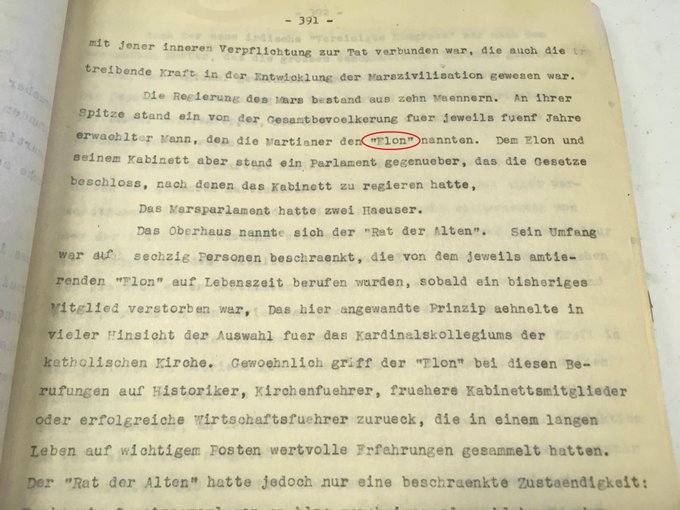 - 391 -
mit jener inneren Verpflichtung zur Tat verbunden war, die auch die
treibende Kraft in der Entwicklung der Marszivilisation gewesen war.
Die Regierung des Mars bestand aus zehn Maennern. An ihrer
Spitze stand ein von der Gesamtbevoelkerung fuer jeweils fuenf Jahre
erwaehlter Mann, den die Martianer den "Elon" nannten. Dem Elon und
seinem Kabinett aber stand ein Parlament gegenueber, das die Gesetze
beschloss, nach denen das Kabinett zu regieren hatte,
Das Marsparlament hatte zwei Haeuser.
Das Oberhaus nannte sich der "Rat der Alten". Sein Umfang
war auf sechzig Personen beschraenkt, die von dem jeweils amtie-
renden "Elon" auf Lebenszeit berufen wurden, sobald ein bisheriges
Mitglied verstorben war, Das hier angewandte Prinzip aehnelte in
vieler Hinsicht der Auswahl fuer das Kardinalskollegiums der
katholischen Kirche. Gewoehnlich griff der "Elon" bei diesen Be-
rufungen auf Historiker, Kirchenfuehrer, fruehere Kabinettsmitglieder
oder erfolgreiche Wirtschaftsfuehrer zurueck, die in einem langen
Leben auf wichtigem Posten wertvolle Erfahrungen gesammelt hatten.
Der "Rat der Alten" hatte jedoch nur eine beschraenkte Zustaendigkeit: